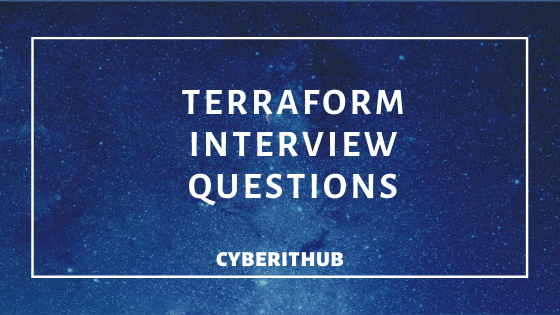 TERRAFORM
INTERVIEW
QUESTIONS
CYBERITHUB